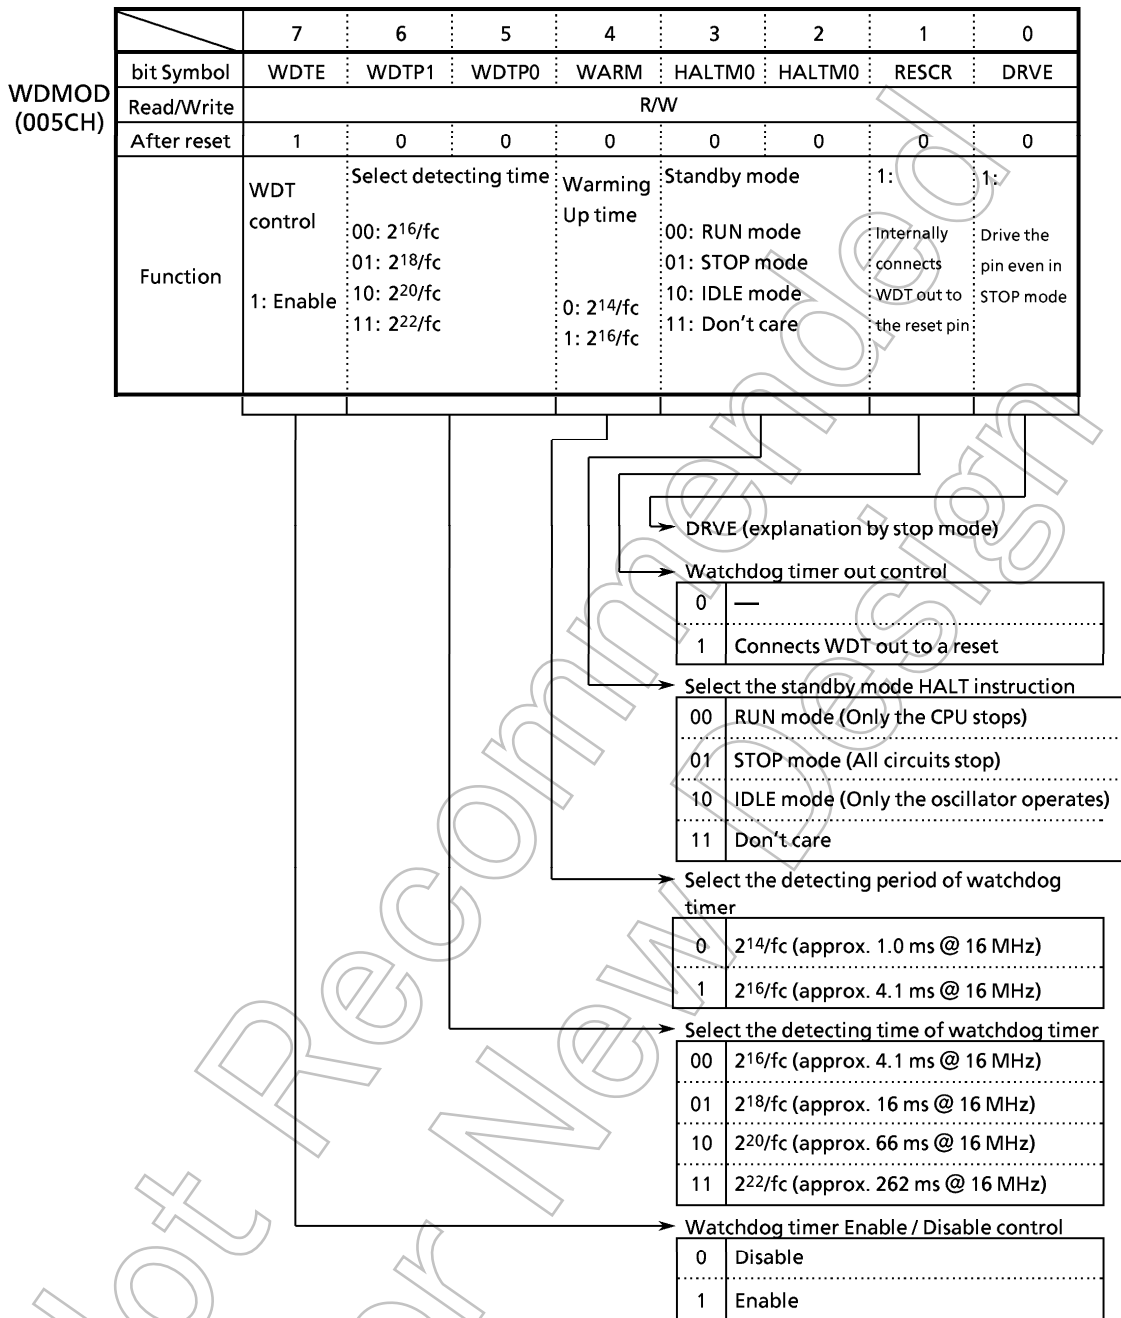 7 6 5 4 3 2 1 0
bit Symbol WDTE WDTP1 WDTP0 WARM HALTM0 HALTM0 RESCR DRVE
WDMOD
(005CH)
Read/Write R/W
After reset 1 0 0 0 0 0 0 0
Function
WDT
control
1: Enable
Select detecting time
00: 2¹⁶/fc
01: 2¹⁸/fc
10: 2²⁰/fc
11: 2²²/fc
Warming
Up time
0: 2¹⁴/fc
1: 2¹⁶/fc
Standby mode
00: RUN mode
01: STOP mode
10: IDLE mode
11: Don't care
1:
Internally
connects
WDT out to
the reset pin
1:
Drive the
pin even in
STOP mode
DRVE (explanation by stop mode)
Watchdog timer out control
0 —
1 Connects WDT out to a reset
Select the standby mode HALT instruction
00 RUN mode (Only the CPU stops)
01 STOP mode (All circuits stop)
10 IDLE mode (Only the oscillator operates)
11 Don't care
Select the detecting period of watchdog
timer
0 2¹⁴/fc (approx. 1.0 ms @ 16 MHz)
1 2¹⁶/fc (approx. 4.1 ms @ 16 MHz)
Select the detecting time of watchdog timer
00 2¹⁶/fc (approx. 4.1 ms @ 16 MHz)
01 2¹⁸/fc (approx. 16 ms @ 16 MHz)
10 2²⁰/fc (approx. 66 ms @ 16 MHz)
11 2²²/fc (approx. 262 ms @ 16 MHz)
Watchdog timer Enable / Disable control
0 Disable
1 Enable
ot Recommended
or New Design